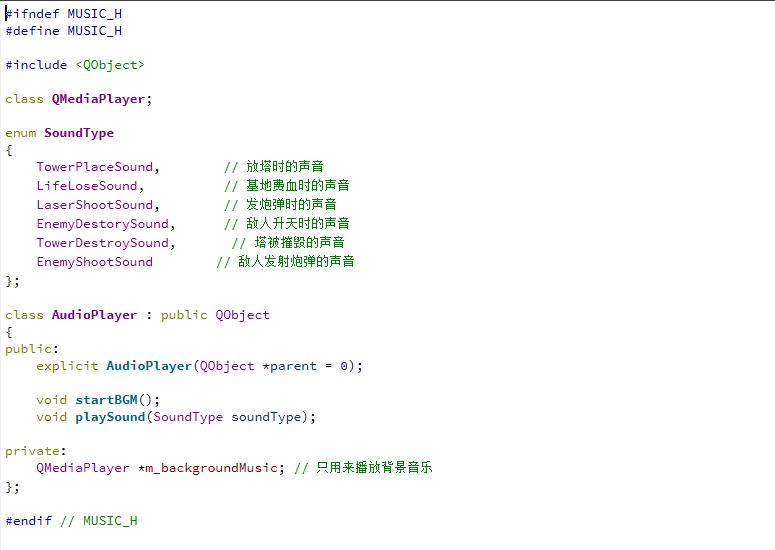 #ifndef MUSIC_H
#define MUSIC_H
#include <QObject>
class QMediaPlayer;
enum SoundType
{
    TowerPlaceSound,        // 放塔时的声音
    LifeLoseSound,          // 基地费血时的声音
    LaserShootSound,        // 发炮弹时的声音
    EnemyDestorySound,      // 敌人升天时的声音
    TowerDestroySound,       // 塔被摧毁的声音
    EnemyShootSound        // 敌人发射炮弹的声音
};
class AudioPlayer : public QObject
{
public:
    explicit AudioPlayer(QObject *parent = 0);
    void startBGM();
    void playSound(SoundType soundType);
private:
    QMediaPlayer *m_backgroundMusic; // 只用来播放背景音乐
};
#endif // MUSIC_H